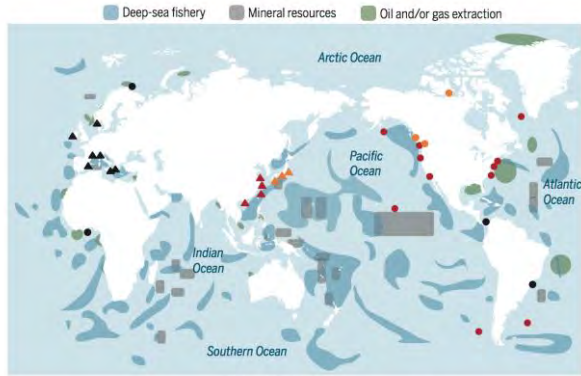 Deep-sea fishery Mineral resources Oil and/or gas extraction
Arctic Ocean
Pacific
Ocean
Atlantic
Ocean
Indian
Ocean
Southern Ocean